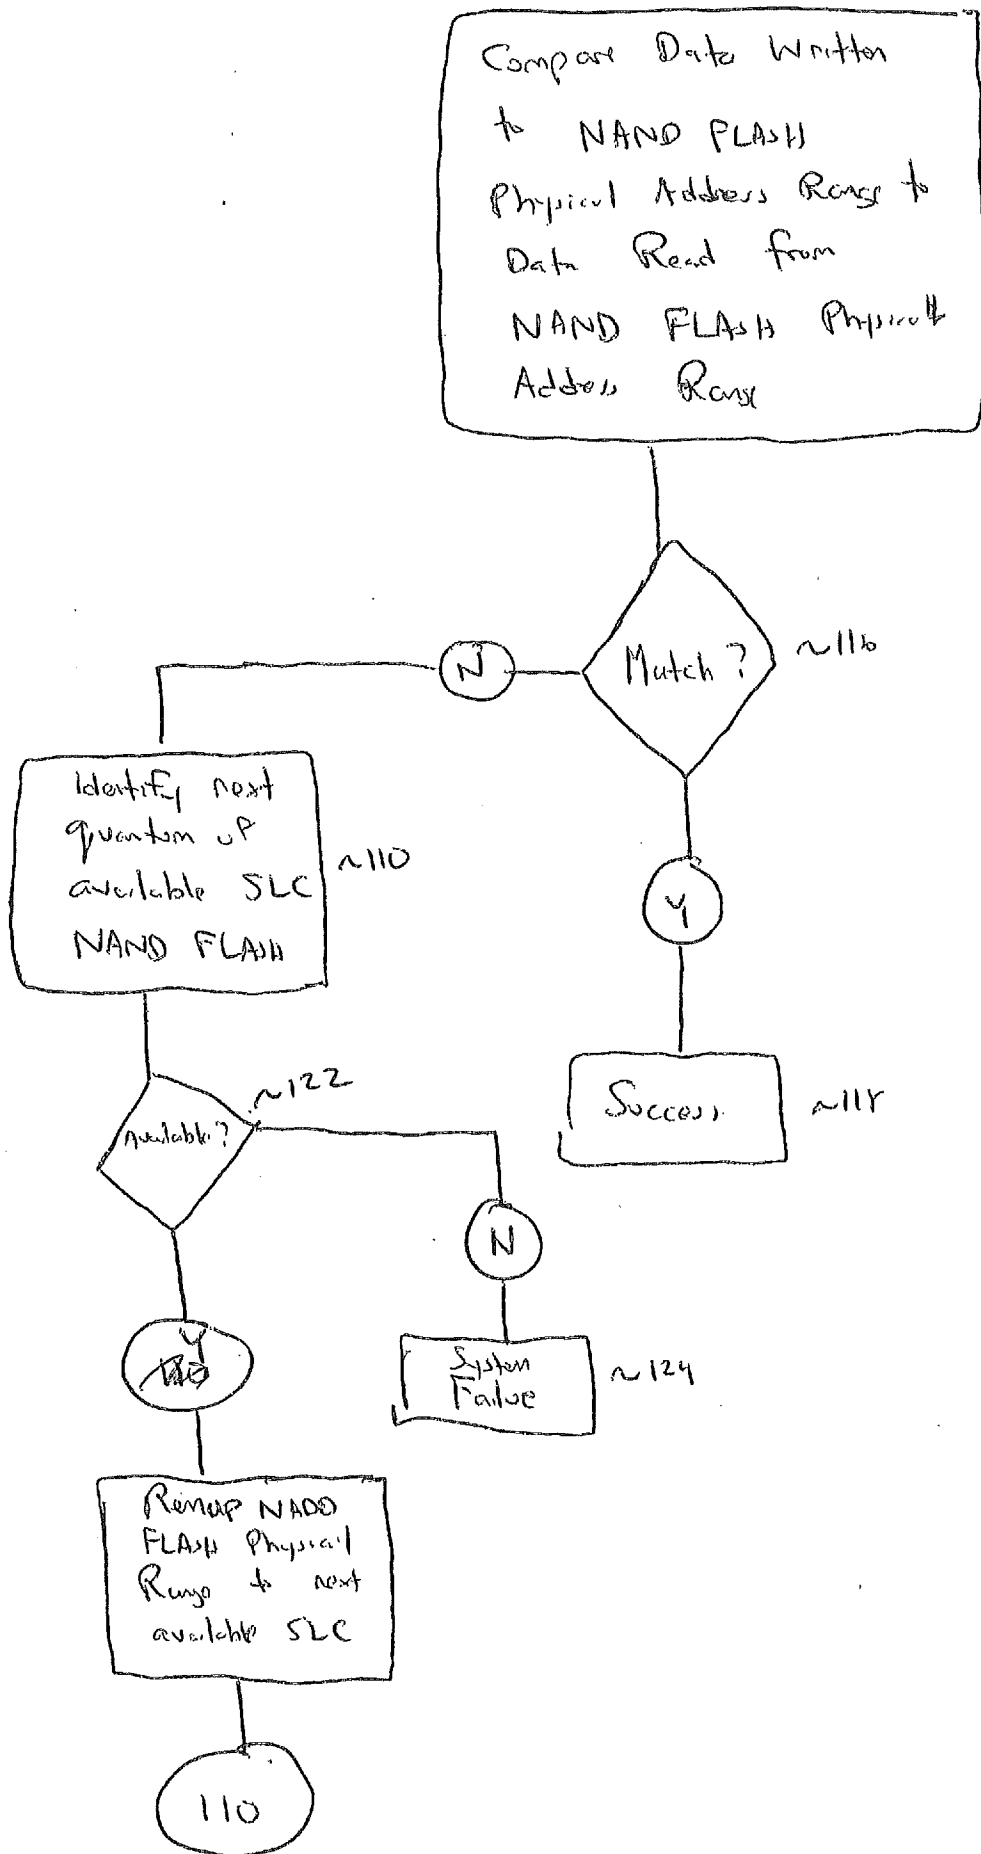 Compare Data Written
to NAND FLASH
Physical Address Range to
Data Read from
NAND FLASH Physical
Address Range
Match?
~116
N
Identify next
quantum of
available SLC
NAND FLASH
~110
Y
Success
~118
Available?
~122
N
System
Failure
~124
Y
Remap NAND
FLASH Physical
Range to next
available SLC
110